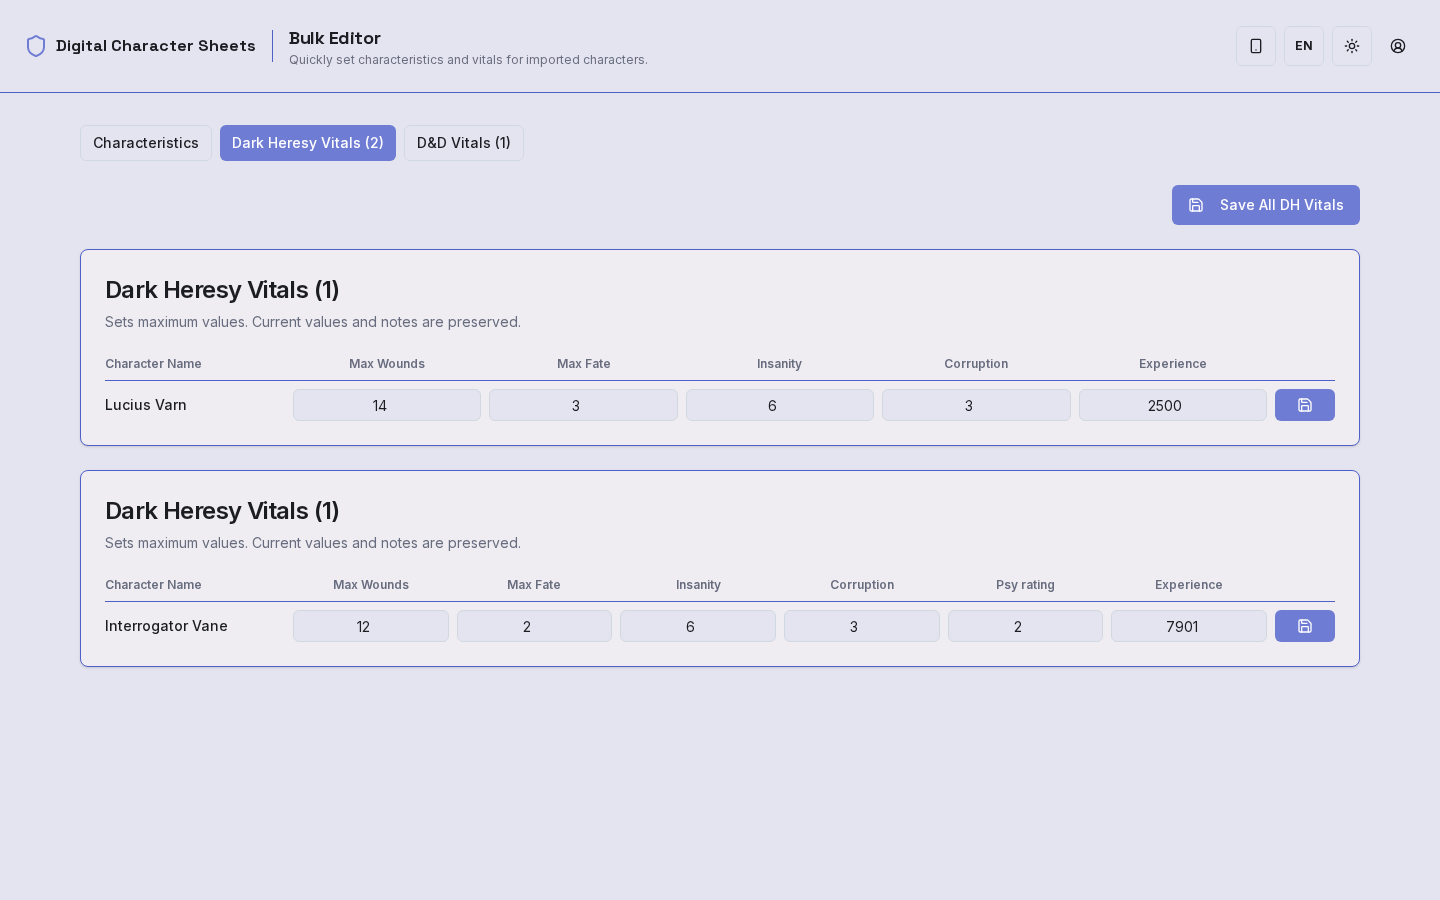 Digital Character Sheets
Bulk Editor
Quickly set characteristics and vitals for imported characters.
EN
Characteristics
Dark Heresy Vitals (2)
D&D Vitals (1)
Save All DH Vitals
Dark Heresy Vitals (1)
Sets maximum values. Current values and notes are preserved.
Character Name Max Wounds Max Fate Insanity Corruption Experience
Lucius Varn 14 3 6 3 2500
Dark Heresy Vitals (1)
Sets maximum values. Current values and notes are preserved.
Character Name Max Wounds Max Fate Insanity Corruption Psy rating Experience
Interrogator Vane 12 2 6 3 2 7901